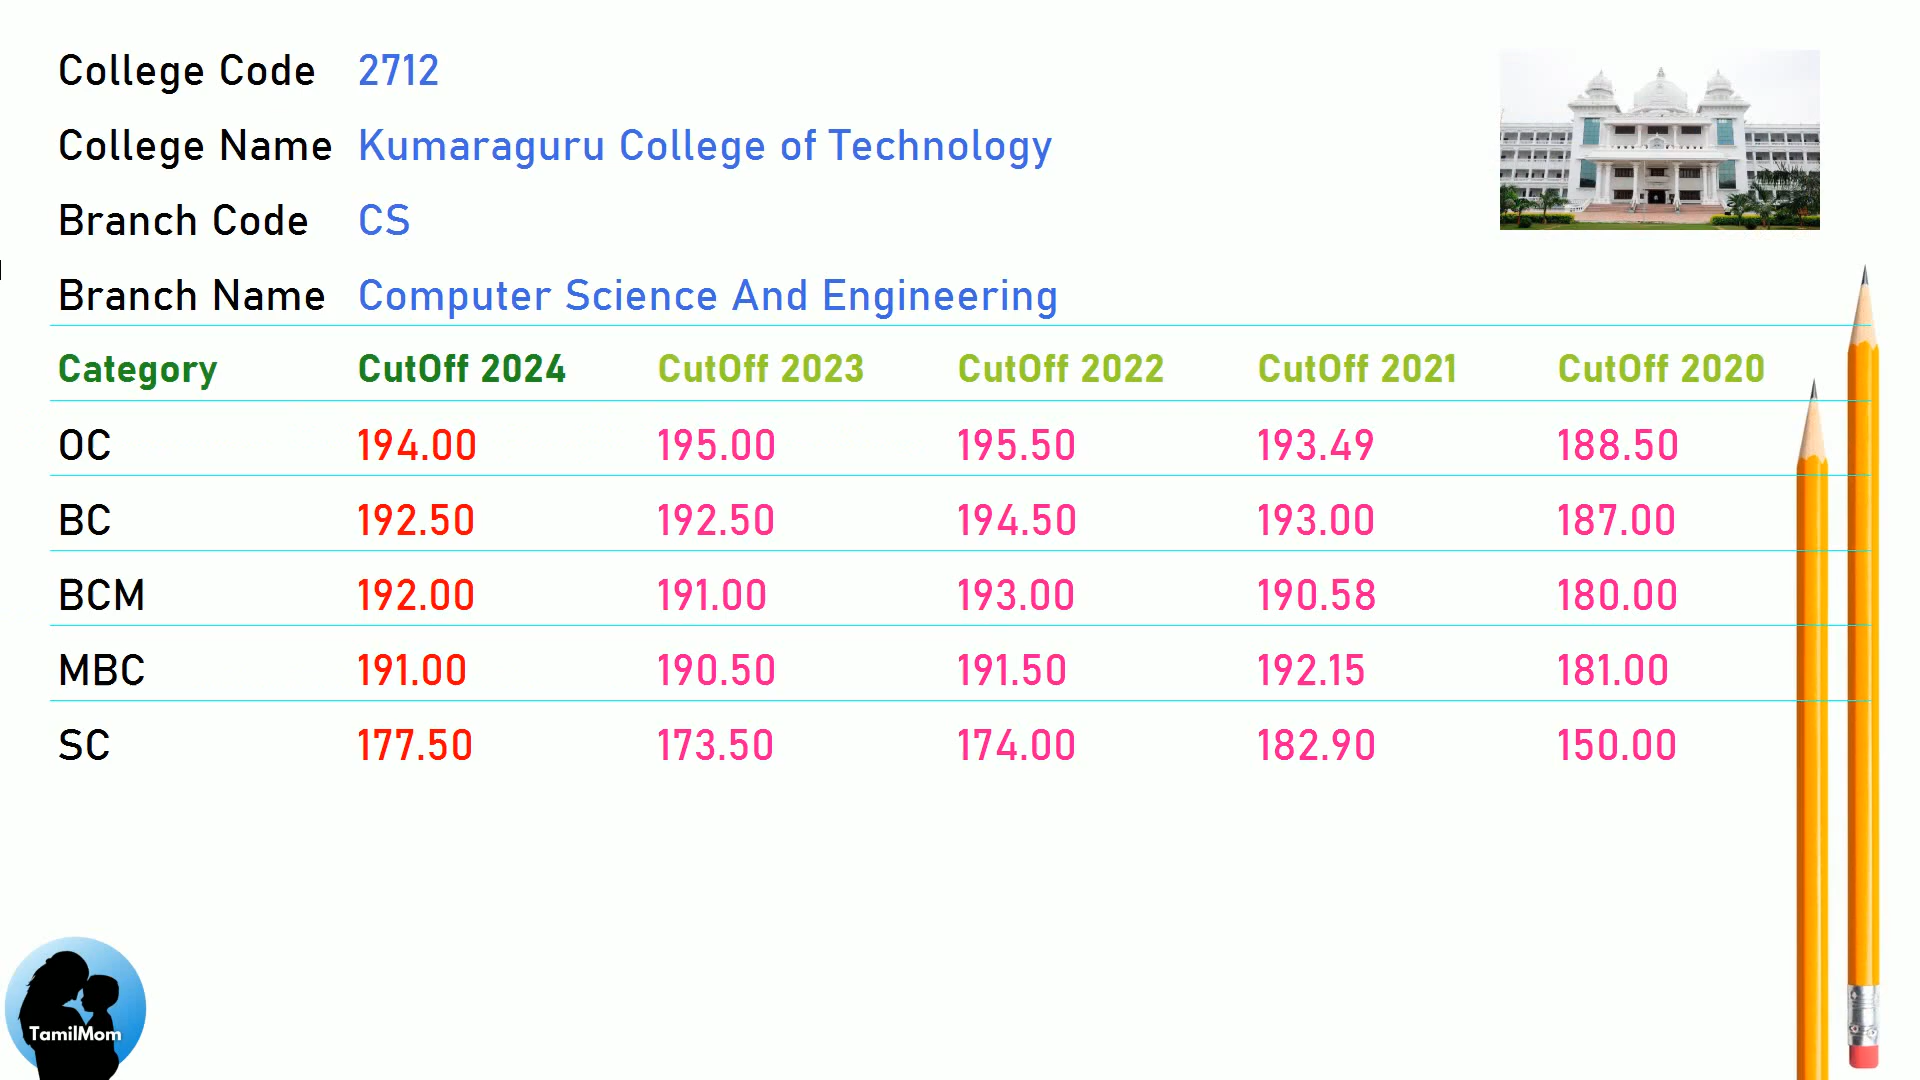 College Code 2712
College Name Kumaraguru College of Technology
Branch Code CS
Branch Name Computer Science And Engineering
Category CutOff 2024 CutOff 2023 CutOff 2022 CutOff 2021 CutOff 2020
OC 194.00 195.00 195.50 193.49 188.50
BC 192.50 192.50 194.50 193.00 187.00
BCM 192.00 191.00 193.00 190.58 180.00
MBC 191.00 190.50 191.50 192.15 181.00
SC 177.50 173.50 174.00 182.90 150.00
TamilMom